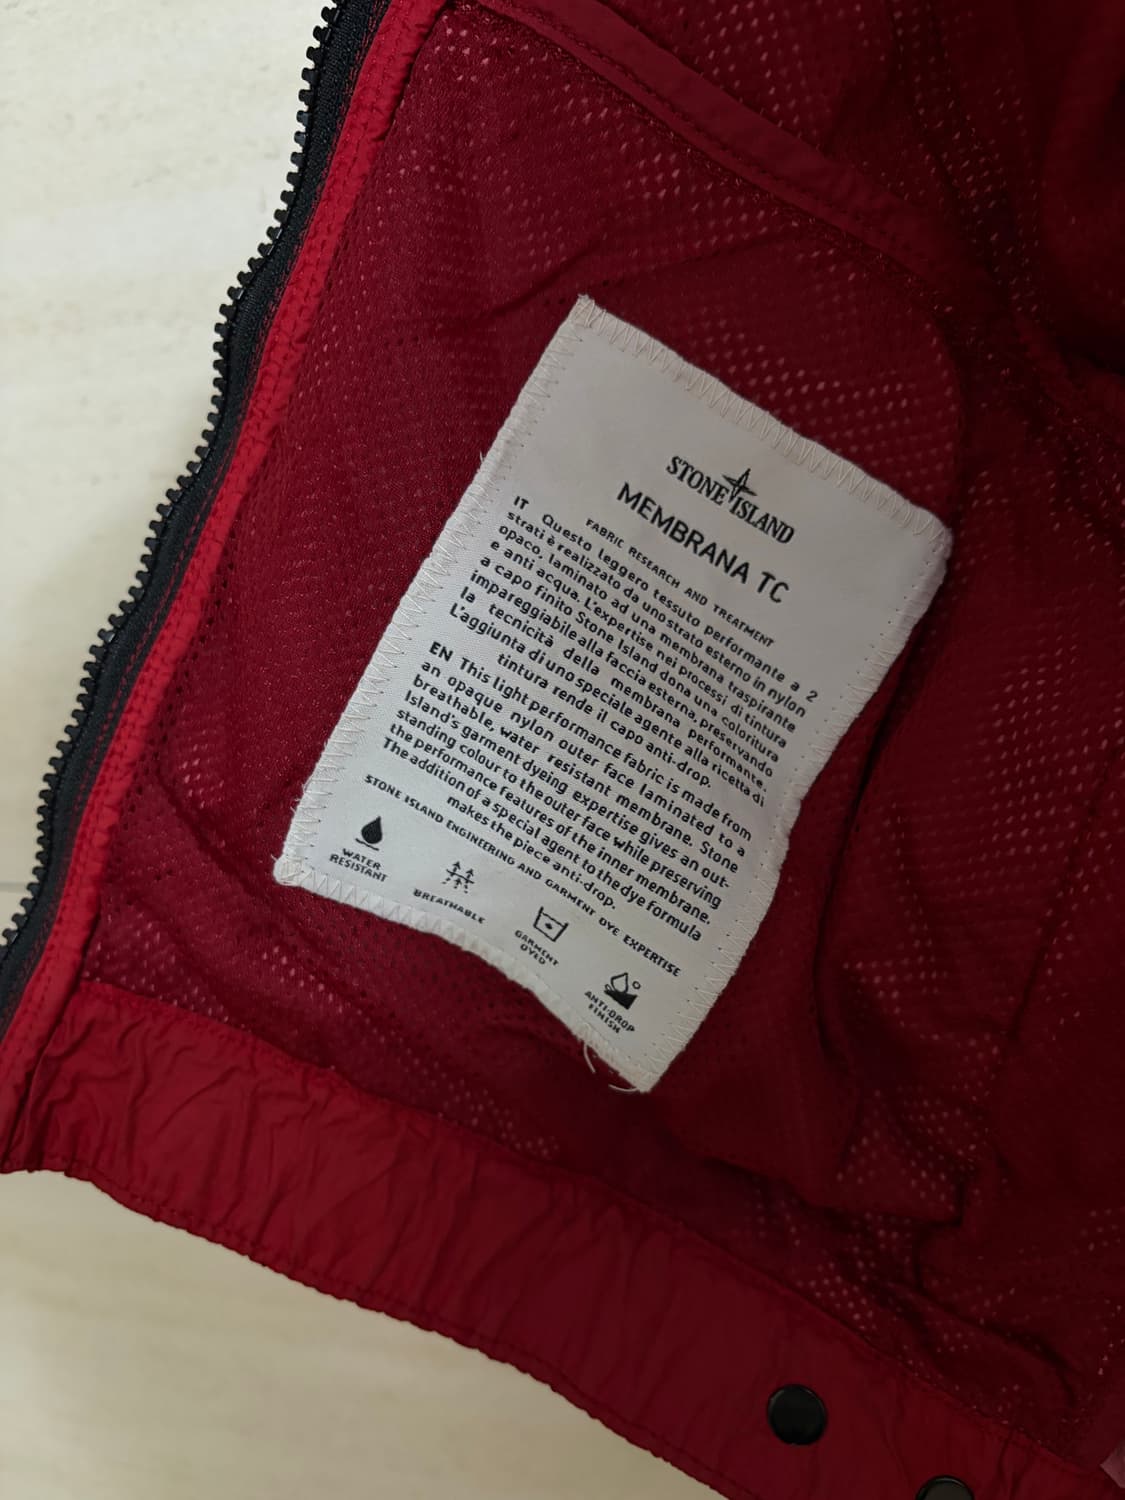 STONE ISLAND
MEMBRANA TC
FABRIC RESEARCH AND TREATMENT
IT Questo leggero tessuto performante a 2
strati è realizzato da uno strato esterno in nylon
opaco, laminato ad una membrana traspirante
e anti acqua. L'expertise nei processi di tintura
a capo finito Stone Island dona una coloritura
impareggiabile alla faccia esterna, preservando
la tecnicità della membrana performante.
L'aggiunta di uno speciale agente alla ricetta di
tintura rende il capo anti-drop.
EN This light performance fabric is made from
an opaque nylon outer face laminated to a
breathable, water resistant membrane. Stone
Island's garment dyeing expertise gives an out-
standing colour to the outer face while preserving
the performance features of the inner membrane.
The addition of a special agent to the dye formula
makes the piece anti-drop.
STONE ISLAND ENGINEERING AND GARMENT DYE EXPERTISE
WATER
RESISTANT
BREATHABLE
GARMENT
DYED
ANTI-DROP
FINISH